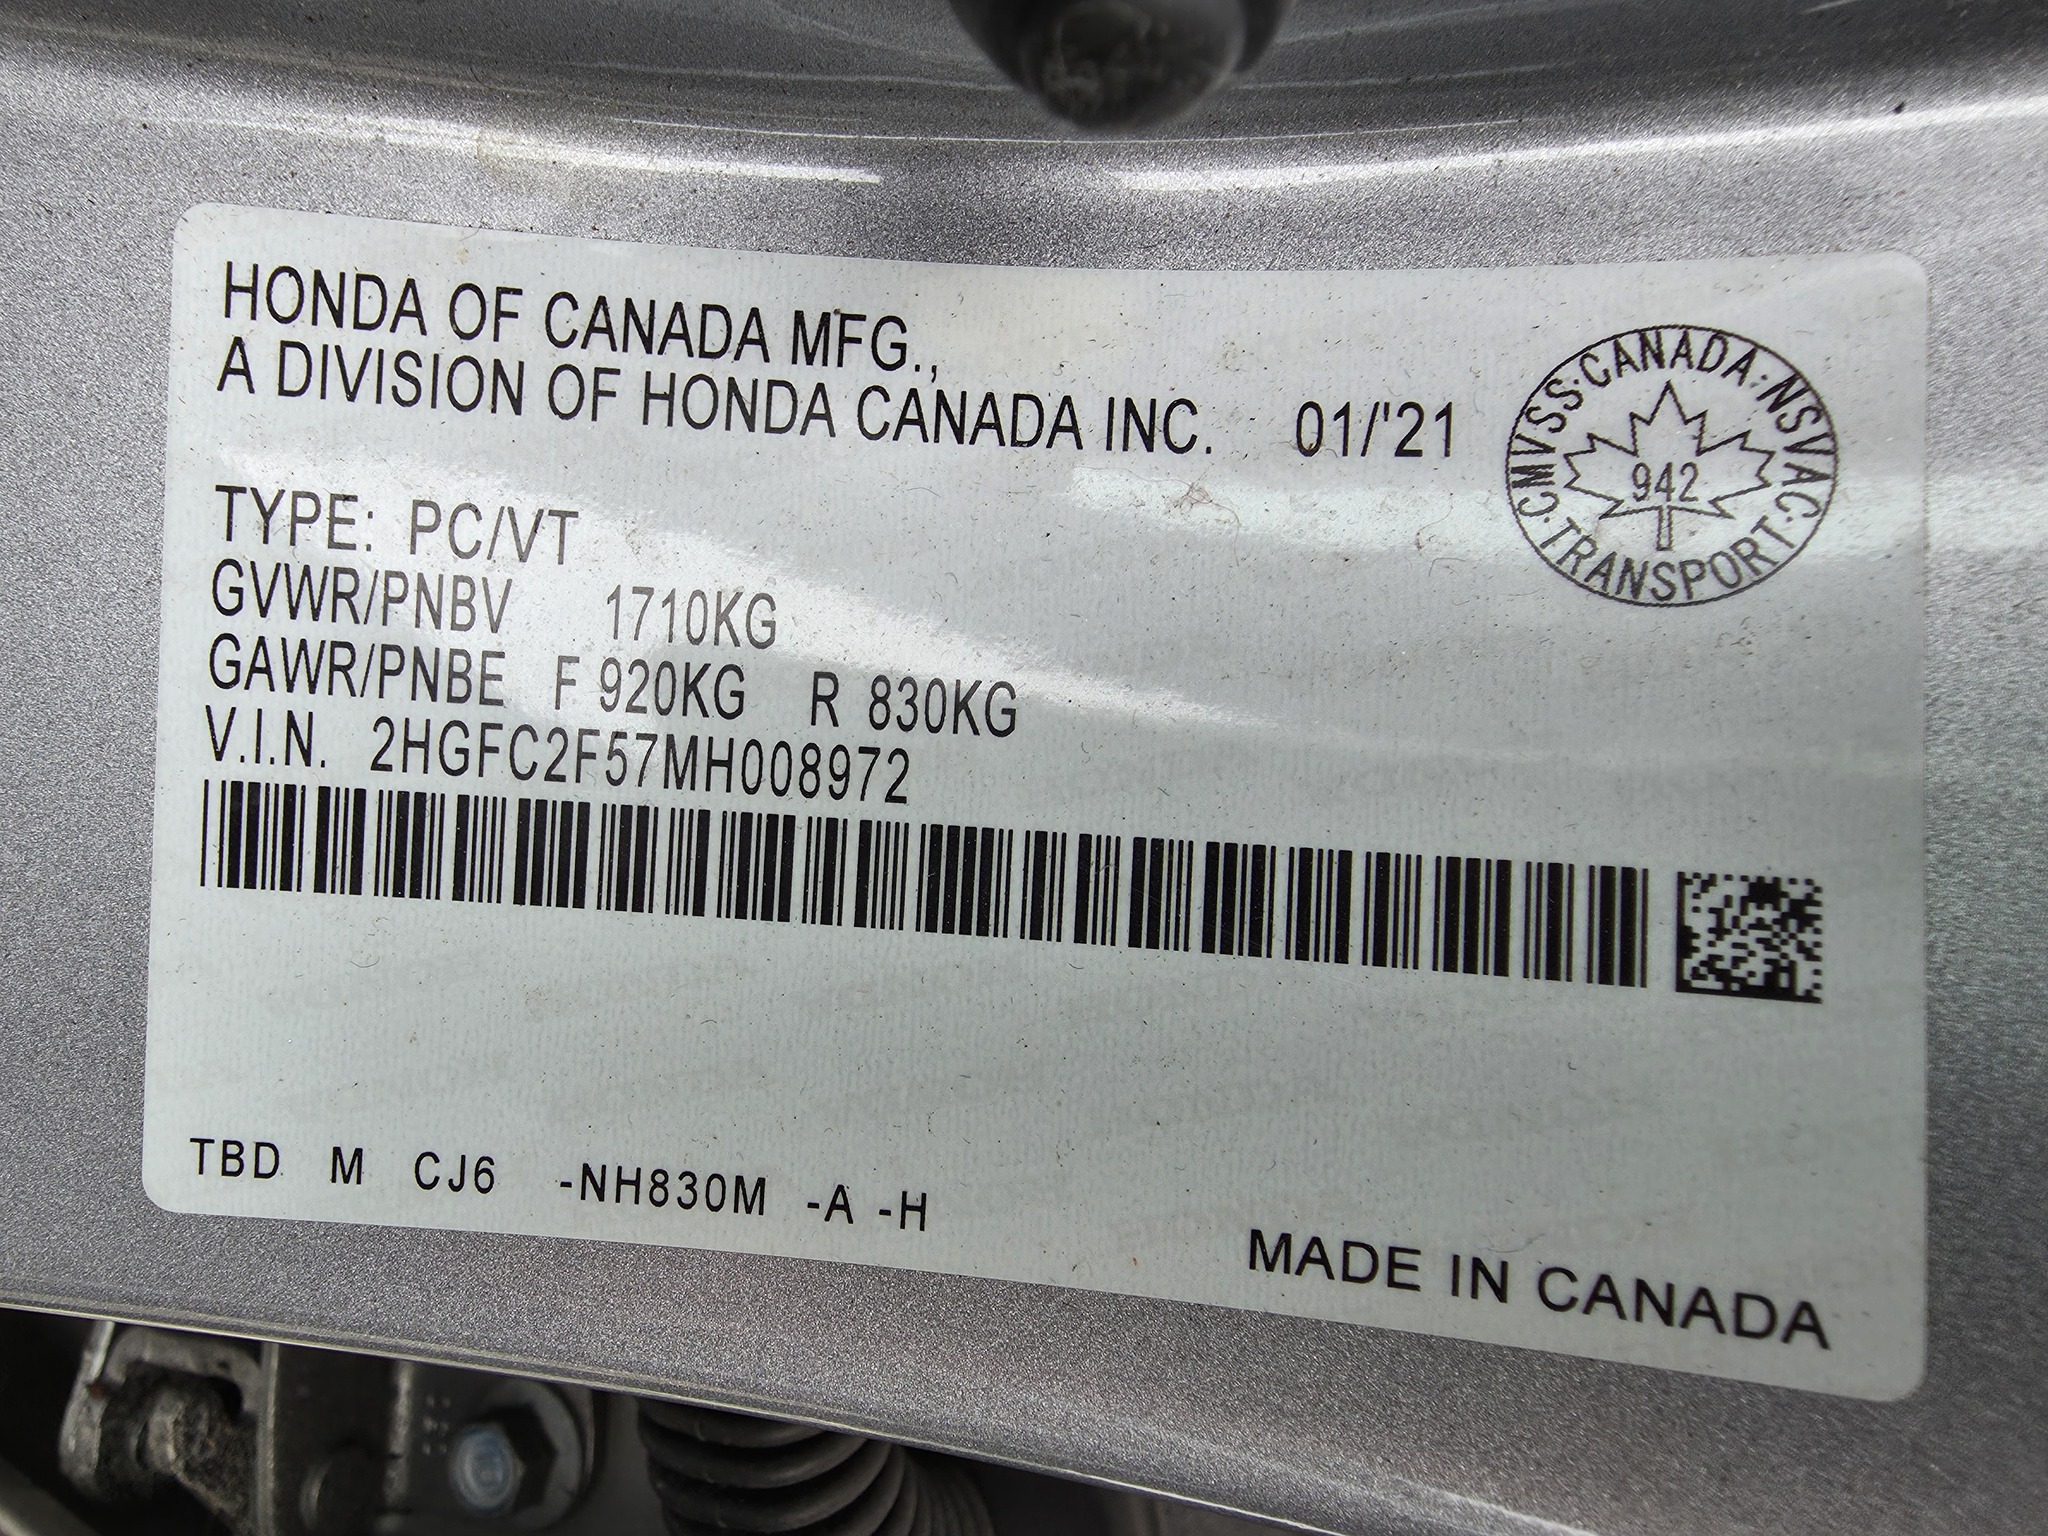 HONDA OF CANADA MFG.,
A DIVISION OF HONDA CANADA INC. 01/'21
CMVSS·CANADA·NSVAC·TRANSPORT·
942
TYPE: PC/VT
GVWR/PNBV 1710KG
GAWR/PNBE F 920KG R 830KG
V.I.N. 2HGFC2F57MH008972
TBD M CJ6 -NH830M -A -H
MADE IN CANADA